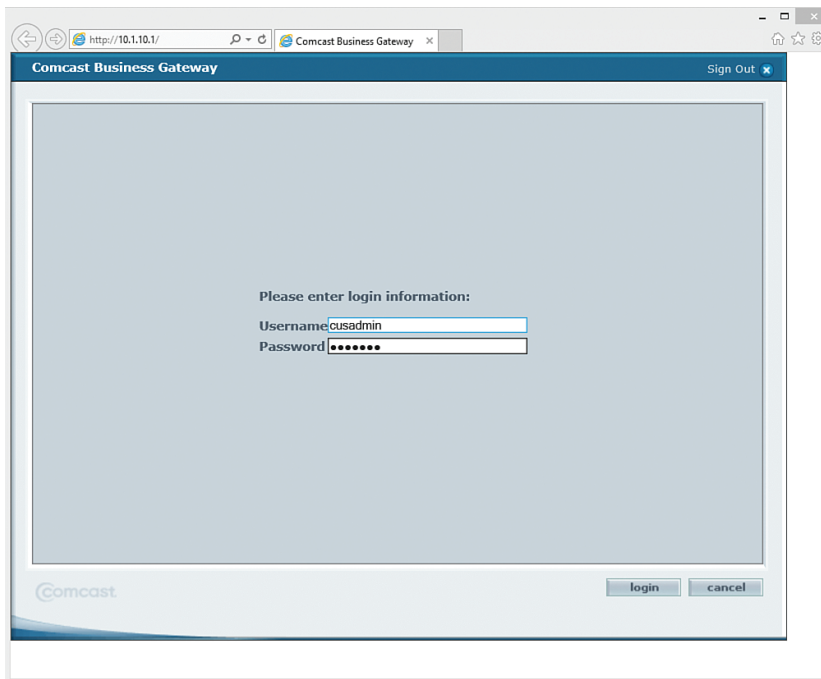 http://10.1.10.1/
Comcast Business Gateway
Comcast Business Gateway
Sign Out
Please enter login information:
Username cusadmin
Password •••••••
comcast.
login cancel